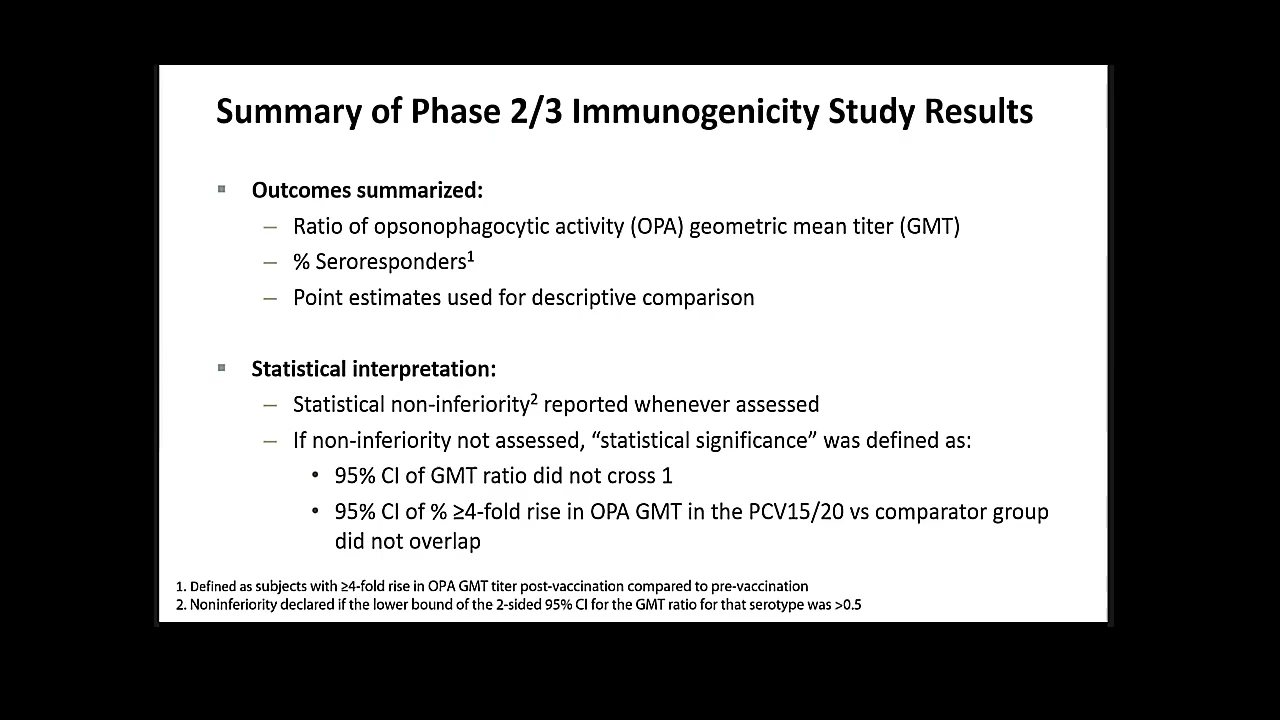 Summary of Phase 2/3 Immunogenicity Study Results
▪ Outcomes summarized:
– Ratio of opsonophagocytic activity (OPA) geometric mean titer (GMT)
– % Seroresponders¹
– Point estimates used for descriptive comparison
▪ Statistical interpretation:
– Statistical non-inferiority² reported whenever assessed
– If non-inferiority not assessed, “statistical significance” was defined as:
• 95% CI of GMT ratio did not cross 1
• 95% CI of % ≥4-fold rise in OPA GMT in the PCV15/20 vs comparator group
did not overlap
1. Defined as subjects with ≥4-fold rise in OPA GMT titer post-vaccination compared to pre-vaccination
2. Noninferiority declared if the lower bound of the 2-sided 95% CI for the GMT ratio for that serotype was >0.5